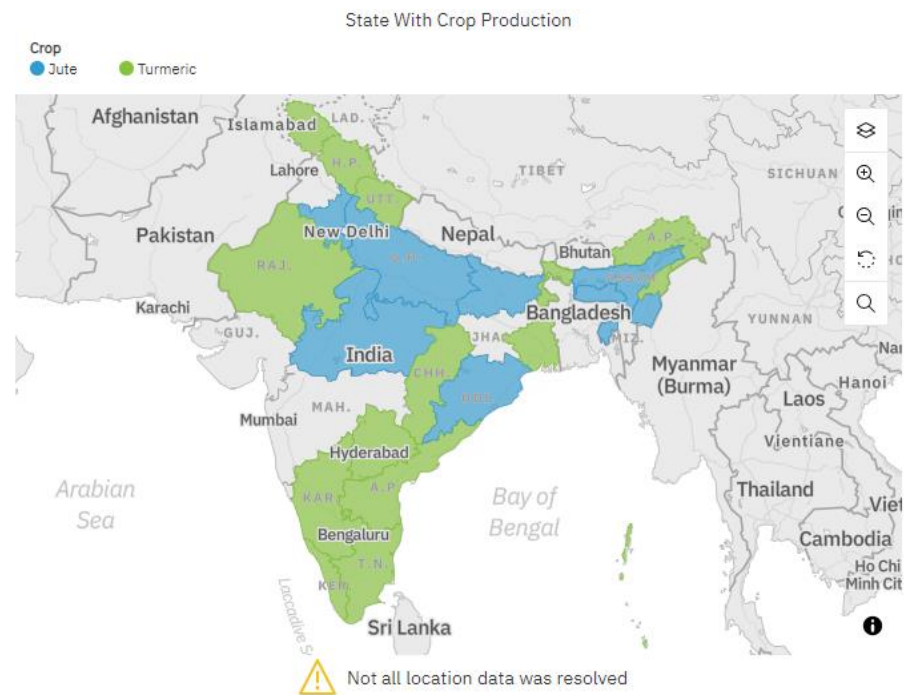 State With Crop Production
Crop
Jute
Turmeric
Afghanistan
Islamabad
LAD.
H.P.
Lahore
TIBET
SICHUAN
UTT.
New Delhi
Nepal
Pakistan
Bhutan
A.P.
RAJ.
U.P.
Karachi
Bangladesh
GUJ.
JHA.
MIZ.
YUNNAN
India
CHH.
Myanmar
(Burma)
Hanoi
Laos
MAH.
Mumbai
Vientiane
Hyderabad
Arabian
Sea
KAR.
A.P.
Bay of
Bengal
Thailand
Bengaluru
T.N.
Cambodia
KER.
Ho Chi
Minh Cit
Laccadive S
Sri Lanka
Not all location data was resolved